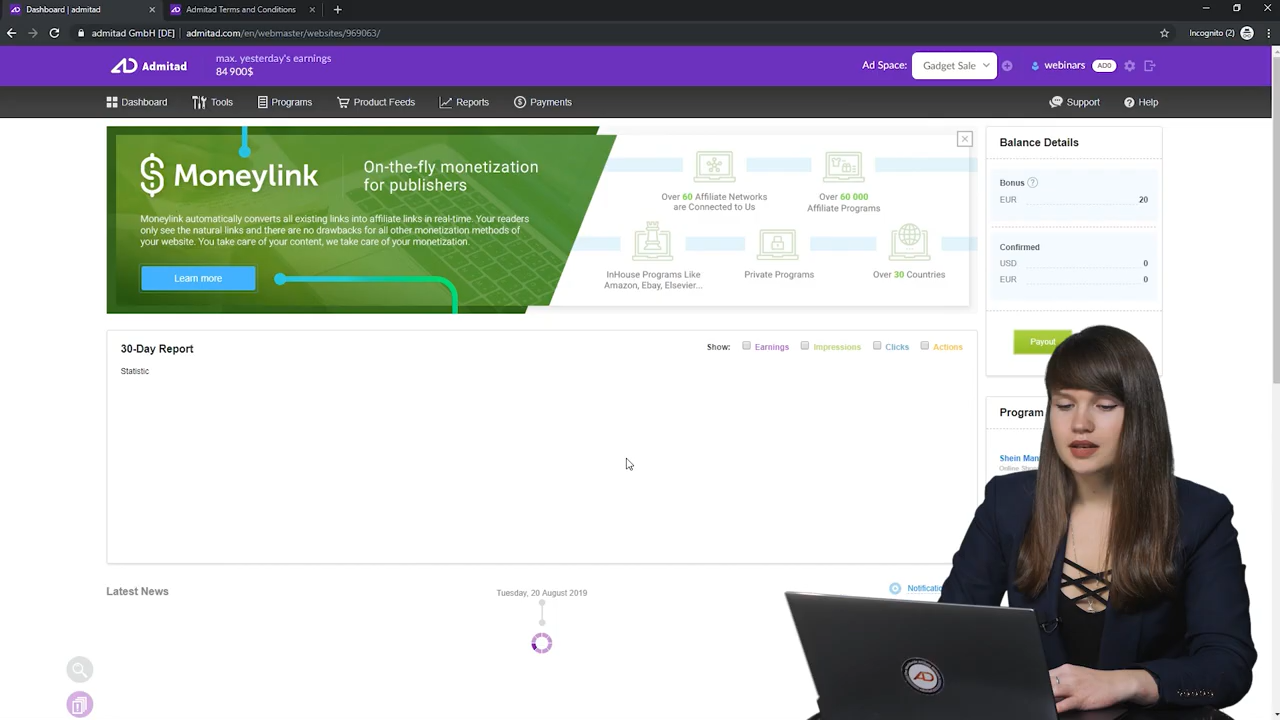 Dashboard | admitad
Admitad Terms and Conditions
admitad GmbH [DE] | admitad.com/en/webmaster/websites/969063/
Incognito (2)
Admitad
max. yesterday's earnings
84 900$
Ad Space:
Gadget Sale
webinars
AD0
Dashboard
Tools
Programs
Product Feeds
Reports
Payments
Support
Help
$ Moneylink
On-the-fly monetization
for publishers
Moneylink automatically converts all existing links into affiliate links in real-time. Your readers
only see the natural links and there are no drawbacks for all other monetization methods of
your website. You take care of your content, we take care of your monetization.
Learn more
Over 60 Affiliate Networks
are Connected to Us
Over 60 000
Affiliate Programs
InHouse Programs Like
Amazon, Ebay, Elsevier...
Private Programs
Over 30 Countries
Balance Details
Bonus ?
EUR 20
Confirmed
USD 0
EUR 0
Payout
30-Day Report
Show:
Earnings
Impressions
Clicks
Actions
Statistic
Program
Shein Man
Online Sho
Latest News
Tuesday, 20 August 2019
Notificatio
AD